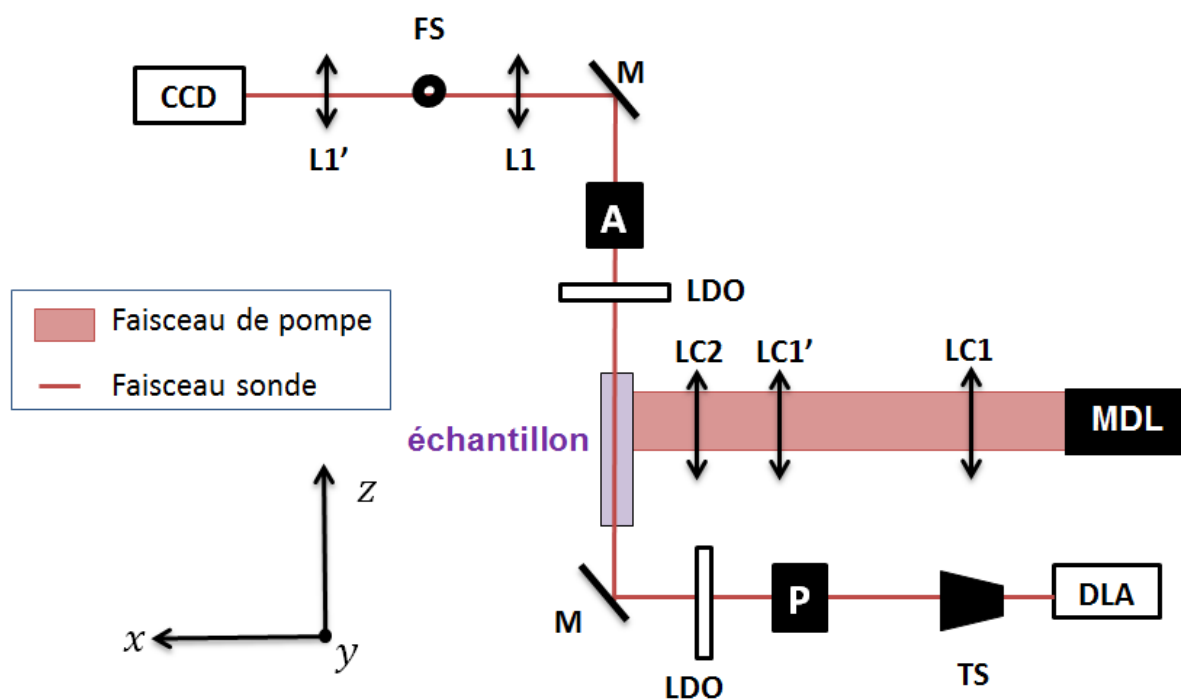 FS
M
CCD
L1'
L1
A
LDO
Faisceau de pompe
Faisceau sonde
LC2
LC1'
LC1
MDL
échantillon
z
x
y
M
LDO
P
TS
DLA